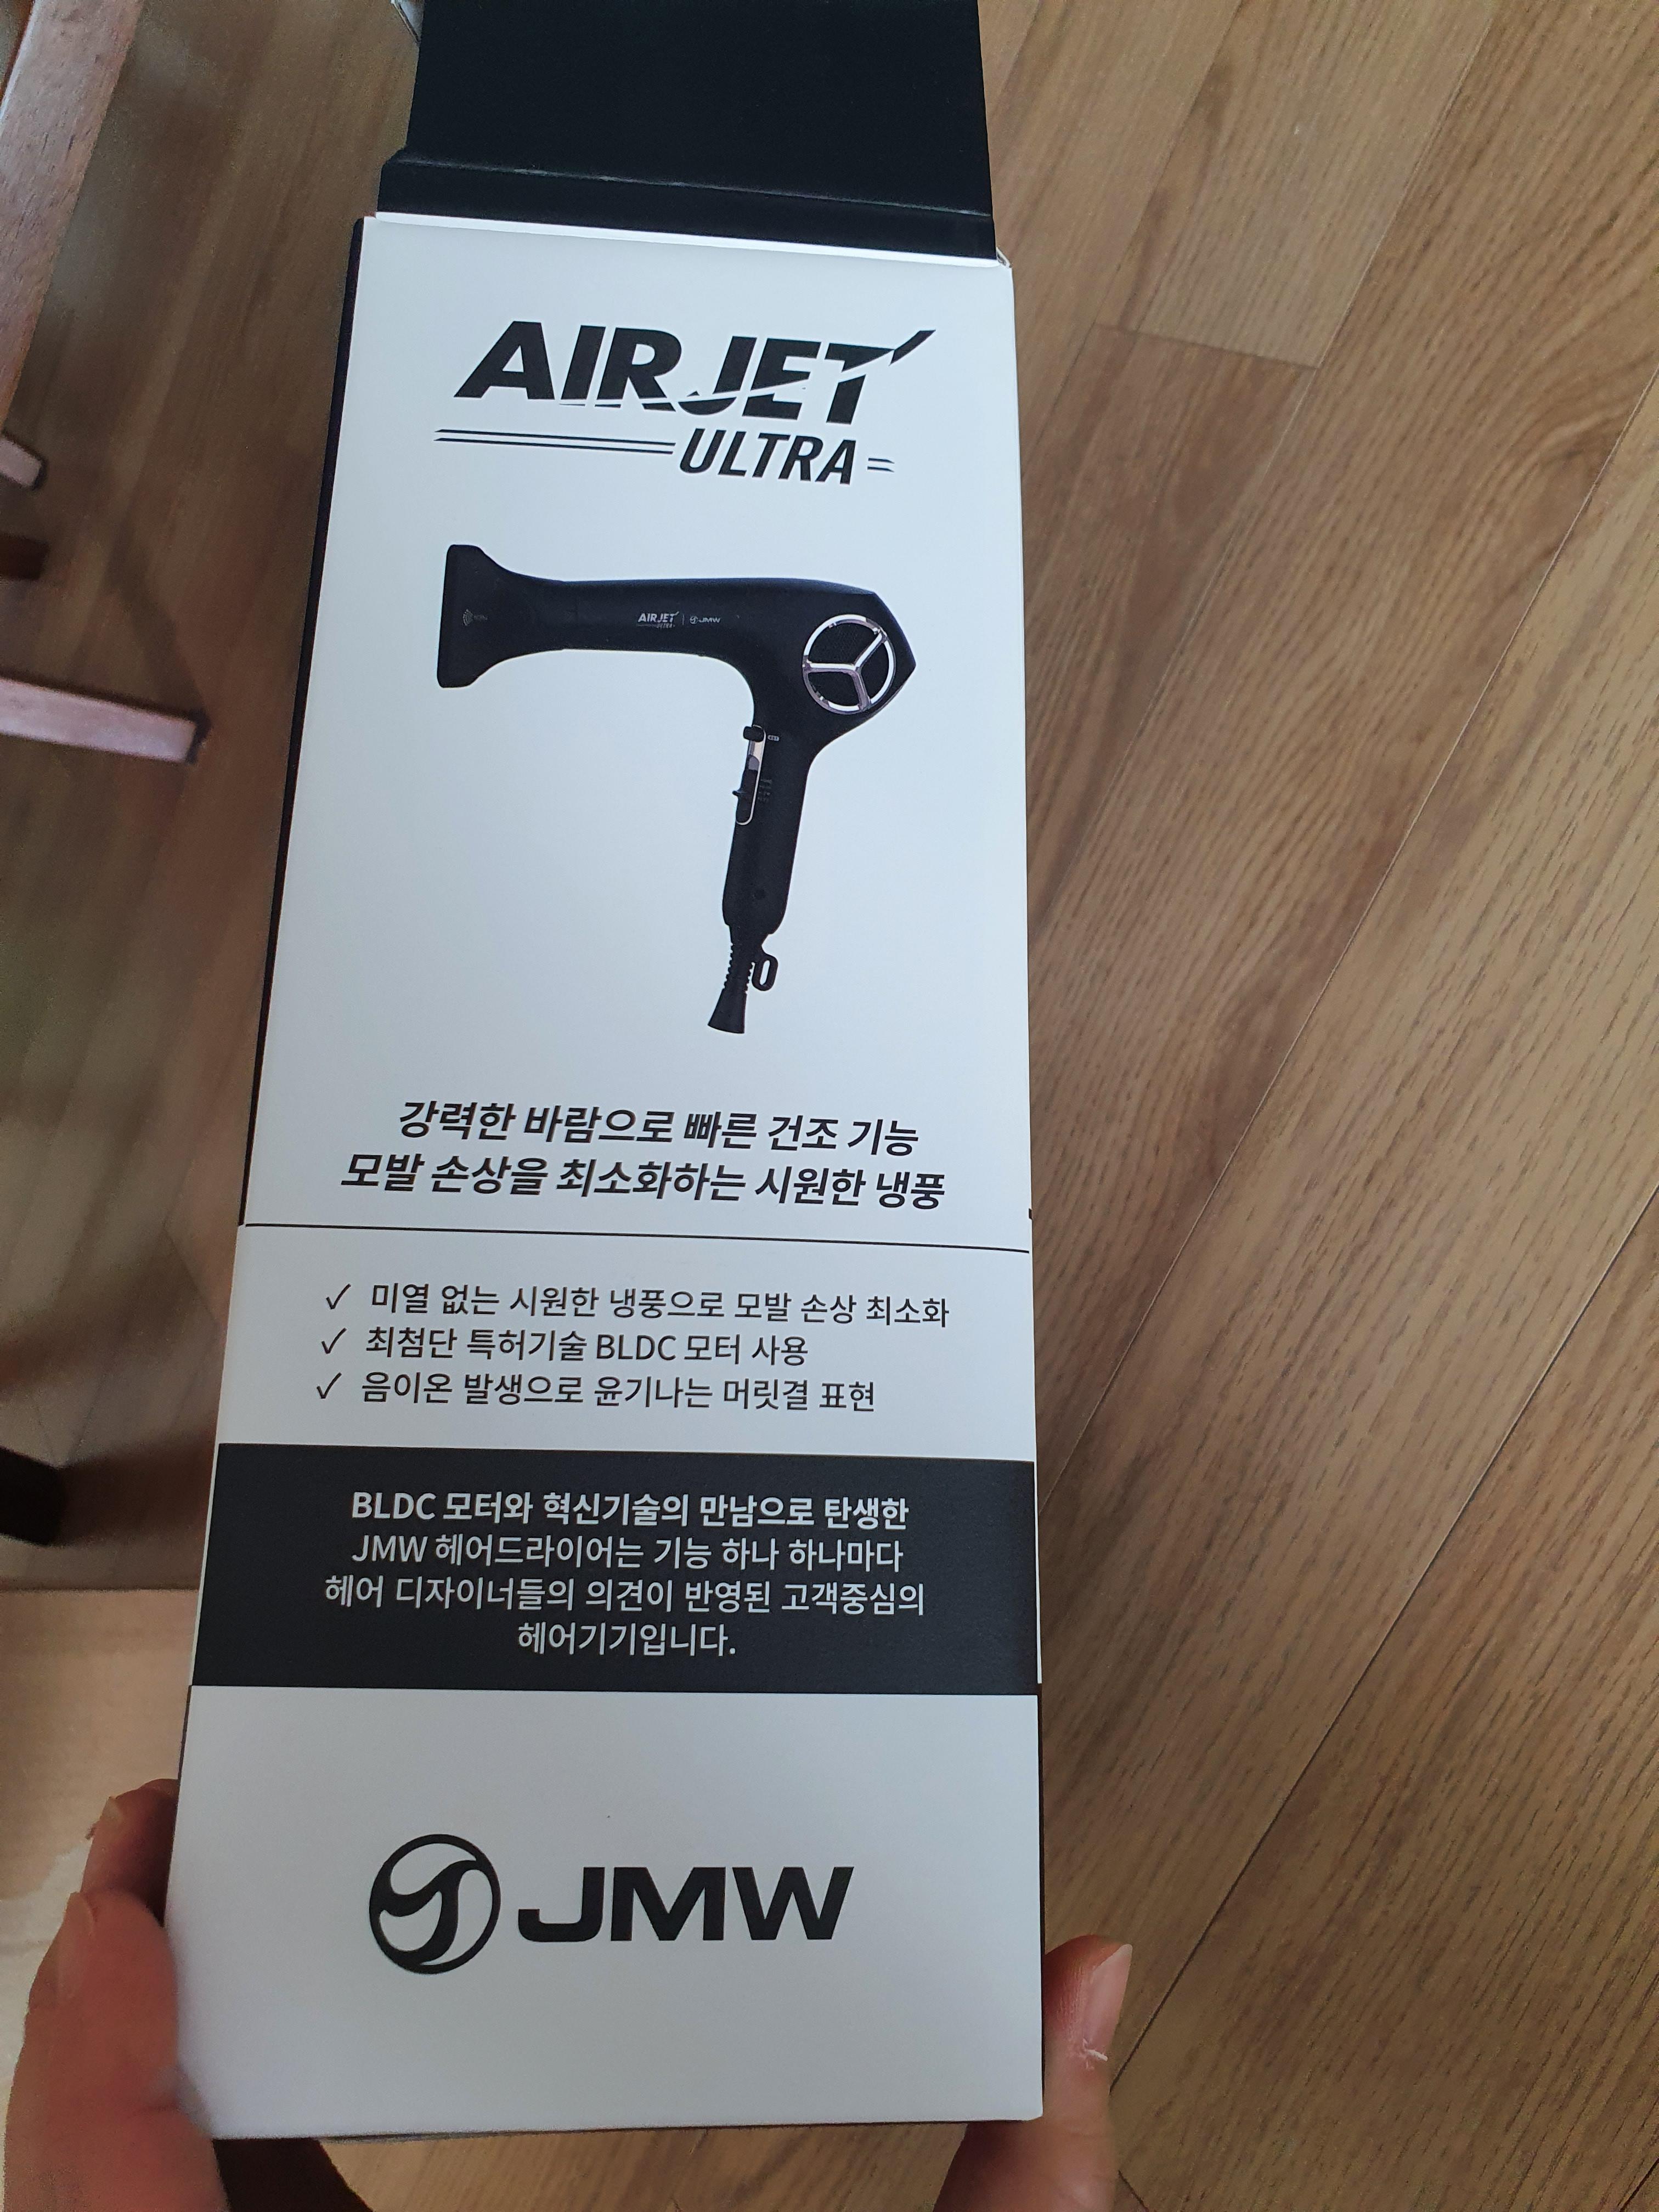 AIRJET
ULTRA
AIRJET ULTRA JMW
강력한 바람으로 빠른 건조 기능
모발 손상을 최소화하는 시원한 냉풍
✓ 미열 없는 시원한 냉풍으로 모발 손상 최소화
✓ 최첨단 특허기술 BLDC 모터 사용
✓ 음이온 발생으로 윤기나는 머릿결 표현
BLDC 모터와 혁신기술의 만남으로 탄생한
JMW 헤어드라이어는 기능 하나 하나마다
헤어 디자이너들의 의견이 반영된 고객중심의
헤어기기입니다.
JMW